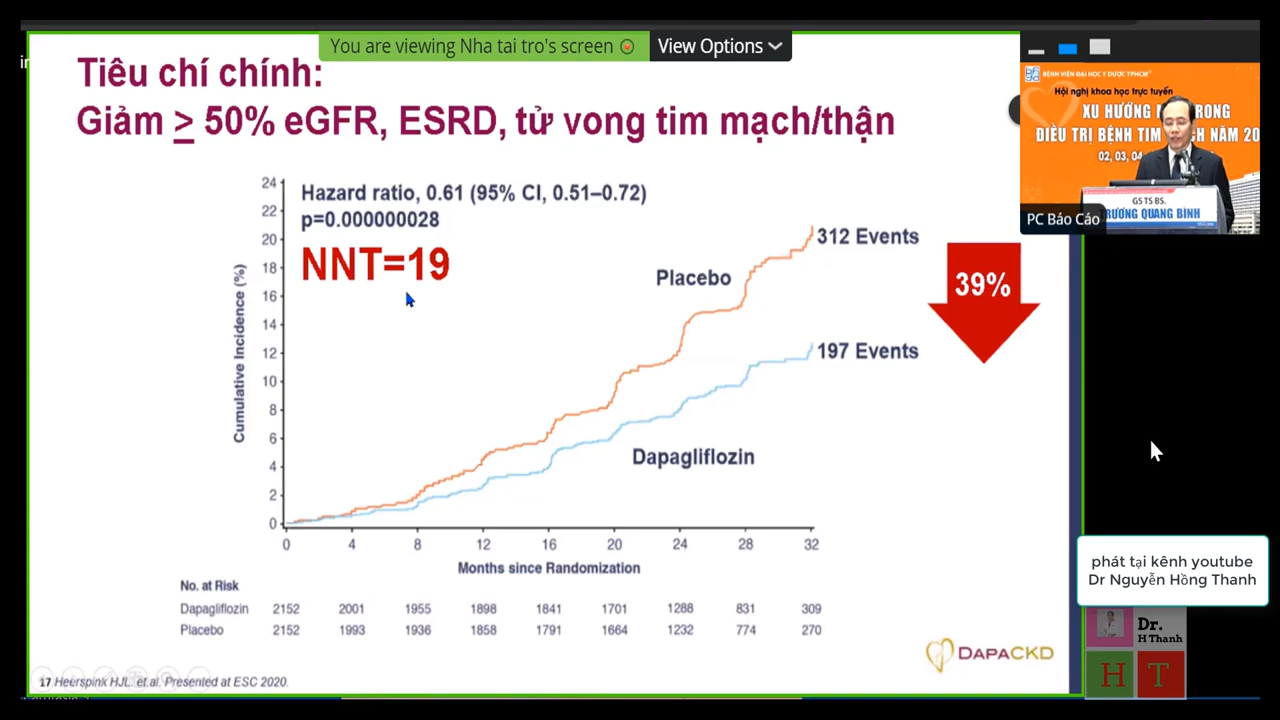 You are viewing Nha tai tro's screen
View Options
Tiêu chí chính:
Giảm ≥ 50% eGFR, ESRD, tử vong tim mạch/thận
Hazard ratio, 0.61 (95% CI, 0.51–0.72)
p=0.000000028
NNT=19
Placebo
312 Events
197 Events
Dapagliflozin
39%
Cumulative Incidence (%)
24
22
20
18
16
14
12
10
8
6
4
2
0
0 4 8 12 16 20 24 28 32
Months since Randomization
No. at Risk
Dapagliflozin 2152 2001 1955 1898 1841 1701 1288 831 309
Placebo 2152 1993 1936 1858 1791 1664 1232 774 270
17 Heerspink HJL. et.al. Presented at ESC 2020.
DAPACKD
BỆNH VIỆN ĐẠI HỌC Y DƯỢC TPHCM
Hội nghị khoa học trực tuyến
XU HƯỚNG TRONG
ĐIỀU TRỊ BỆNH TIM NĂM 20
02, 03,
GS TS BS.
TRƯƠNG QUANG BÌNH
PC Báo Cáo
phát tại kênh youtube
Dr Nguyễn Hồng Thanh
Dr.
H Thanh
H T